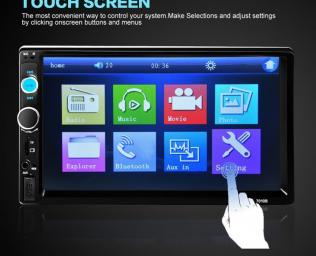 TOUCH SCREEN
The most convenient way to control your system.Make Selections and adjust settings
by clicking onscreen buttons and menus
home 20 00:36
Radio Music Movie Photo
Explorer Bluetooth Aux in Setting
7010B